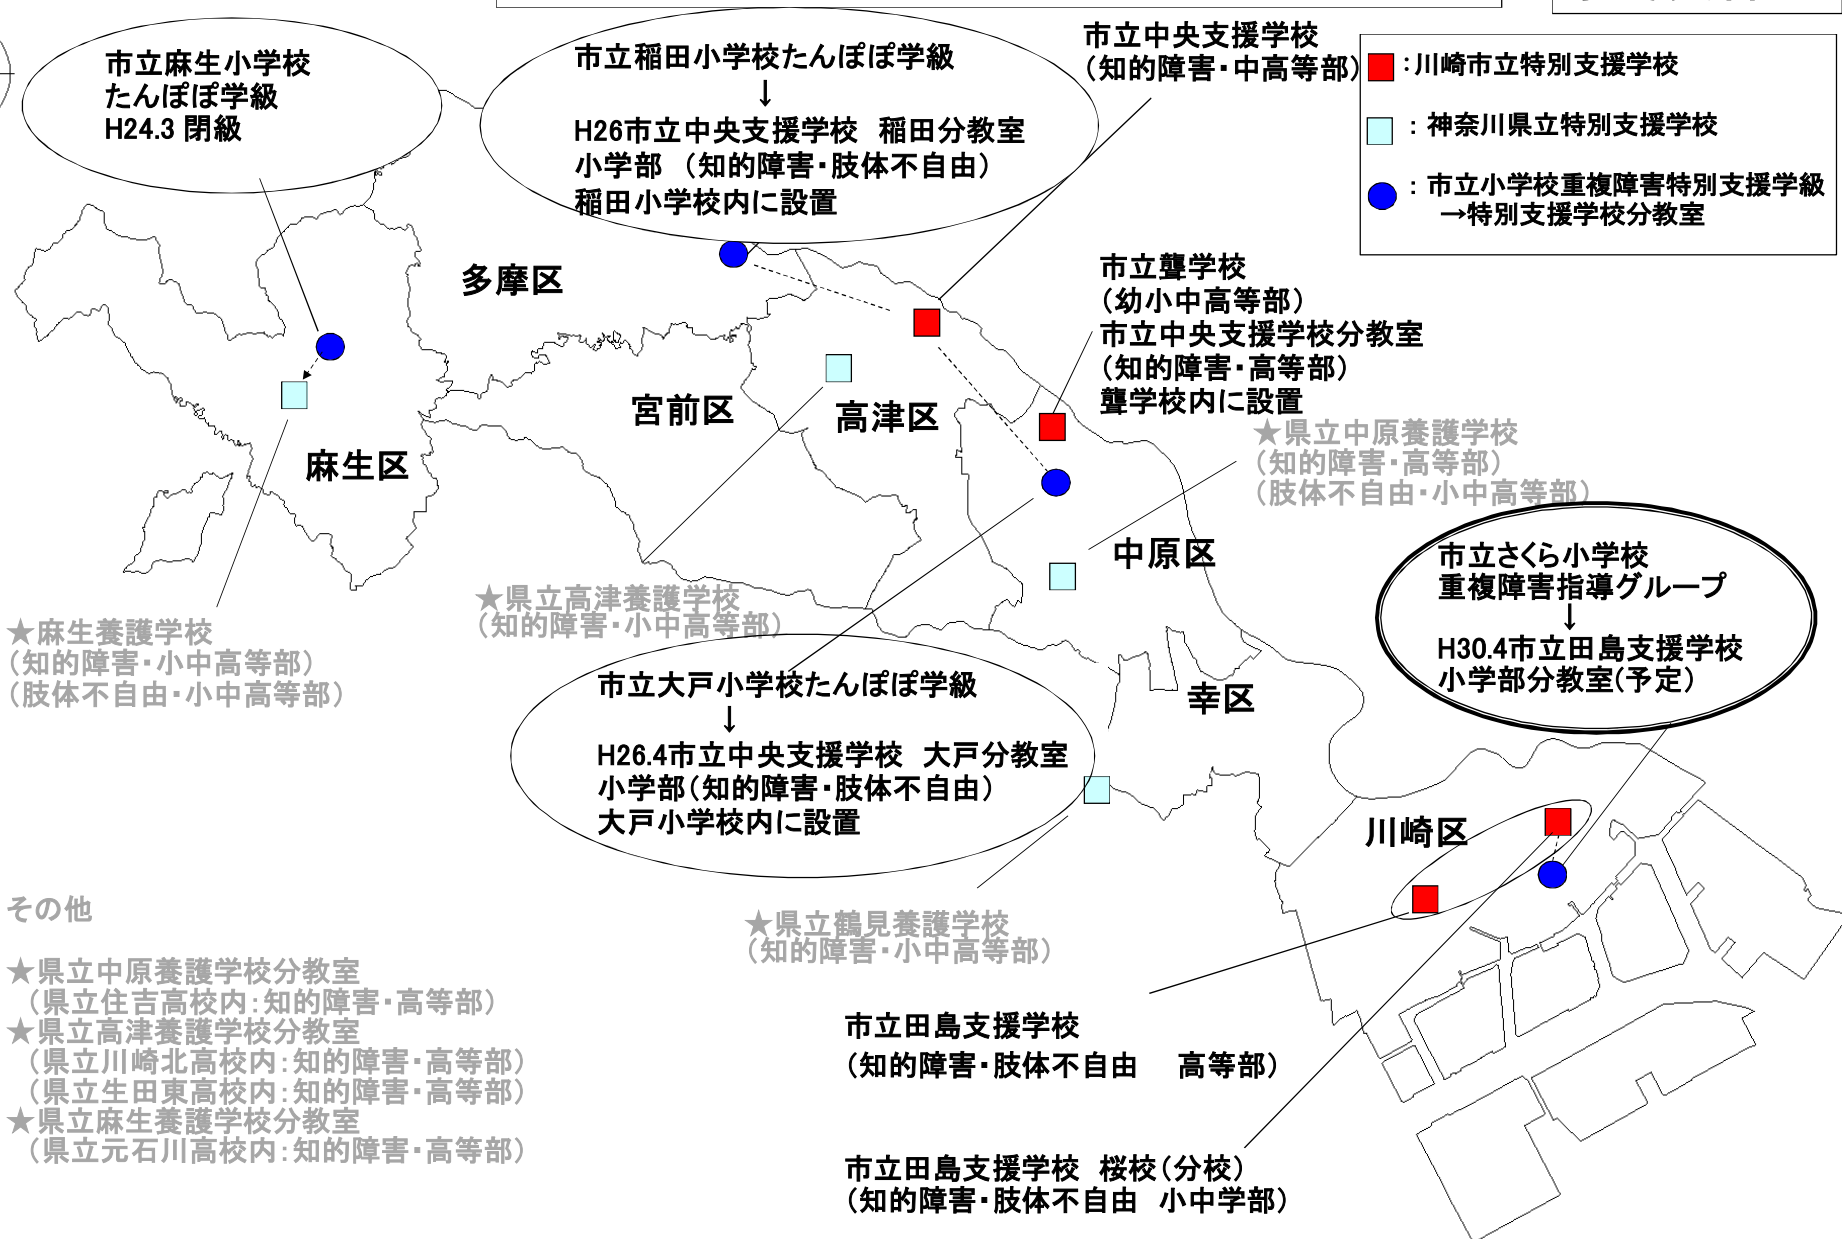 市立麻生小学校
たんぽぽ学級
H24.3 閉級
市立稲田小学校たんぽぽ学級
↓
H26市立中央支援学校　稲田分教室
小学部　（知的障害・肢体不自由）
稲田小学校内に設置
市立中央支援学校
（知的障害・中高等部）
：川崎市立特別支援学校
：神奈川県立特別支援学校
：市立小学校重複障害特別支援学級
→特別支援学校分教室
多摩区
市立聾学校
（幼小中高等部）
市立中央支援学校分教室
（知的障害・高等部）
聾学校内に設置
宮前区
高津区
麻生区
★県立中原養護学校
（知的障害・高等部）
（肢体不自由・小中高等部）
中原区
市立さくら小学校
重複障害指導グループ
↓
H30.4市立田島支援学校
小学部分教室(予定)
★県立高津養護学校
（知的障害・小中高等部）
★麻生養護学校
（知的障害・小中高等部）
（肢体不自由・小中高等部）
市立大戸小学校たんぽぽ学級
↓
H26.4市立中央支援学校　大戸分教室
小学部（知的障害・肢体不自由）
大戸小学校内に設置
幸区
川崎区
★県立鶴見養護学校
（知的障害・小中高等部）
その他
★県立中原養護学校分教室
（県立住吉高校内：知的障害・高等部）
★県立高津養護学校分教室
（県立川崎北高校内：知的障害・高等部）
（県立生田東高校内：知的障害・高等部）
★県立麻生養護学校分教室
（県立元石川高校内：知的障害・高等部）
市立田島支援学校
（知的障害・肢体不自由　高等部）
市立田島支援学校　桜校（分校）
（知的障害・肢体不自由　小中学部）